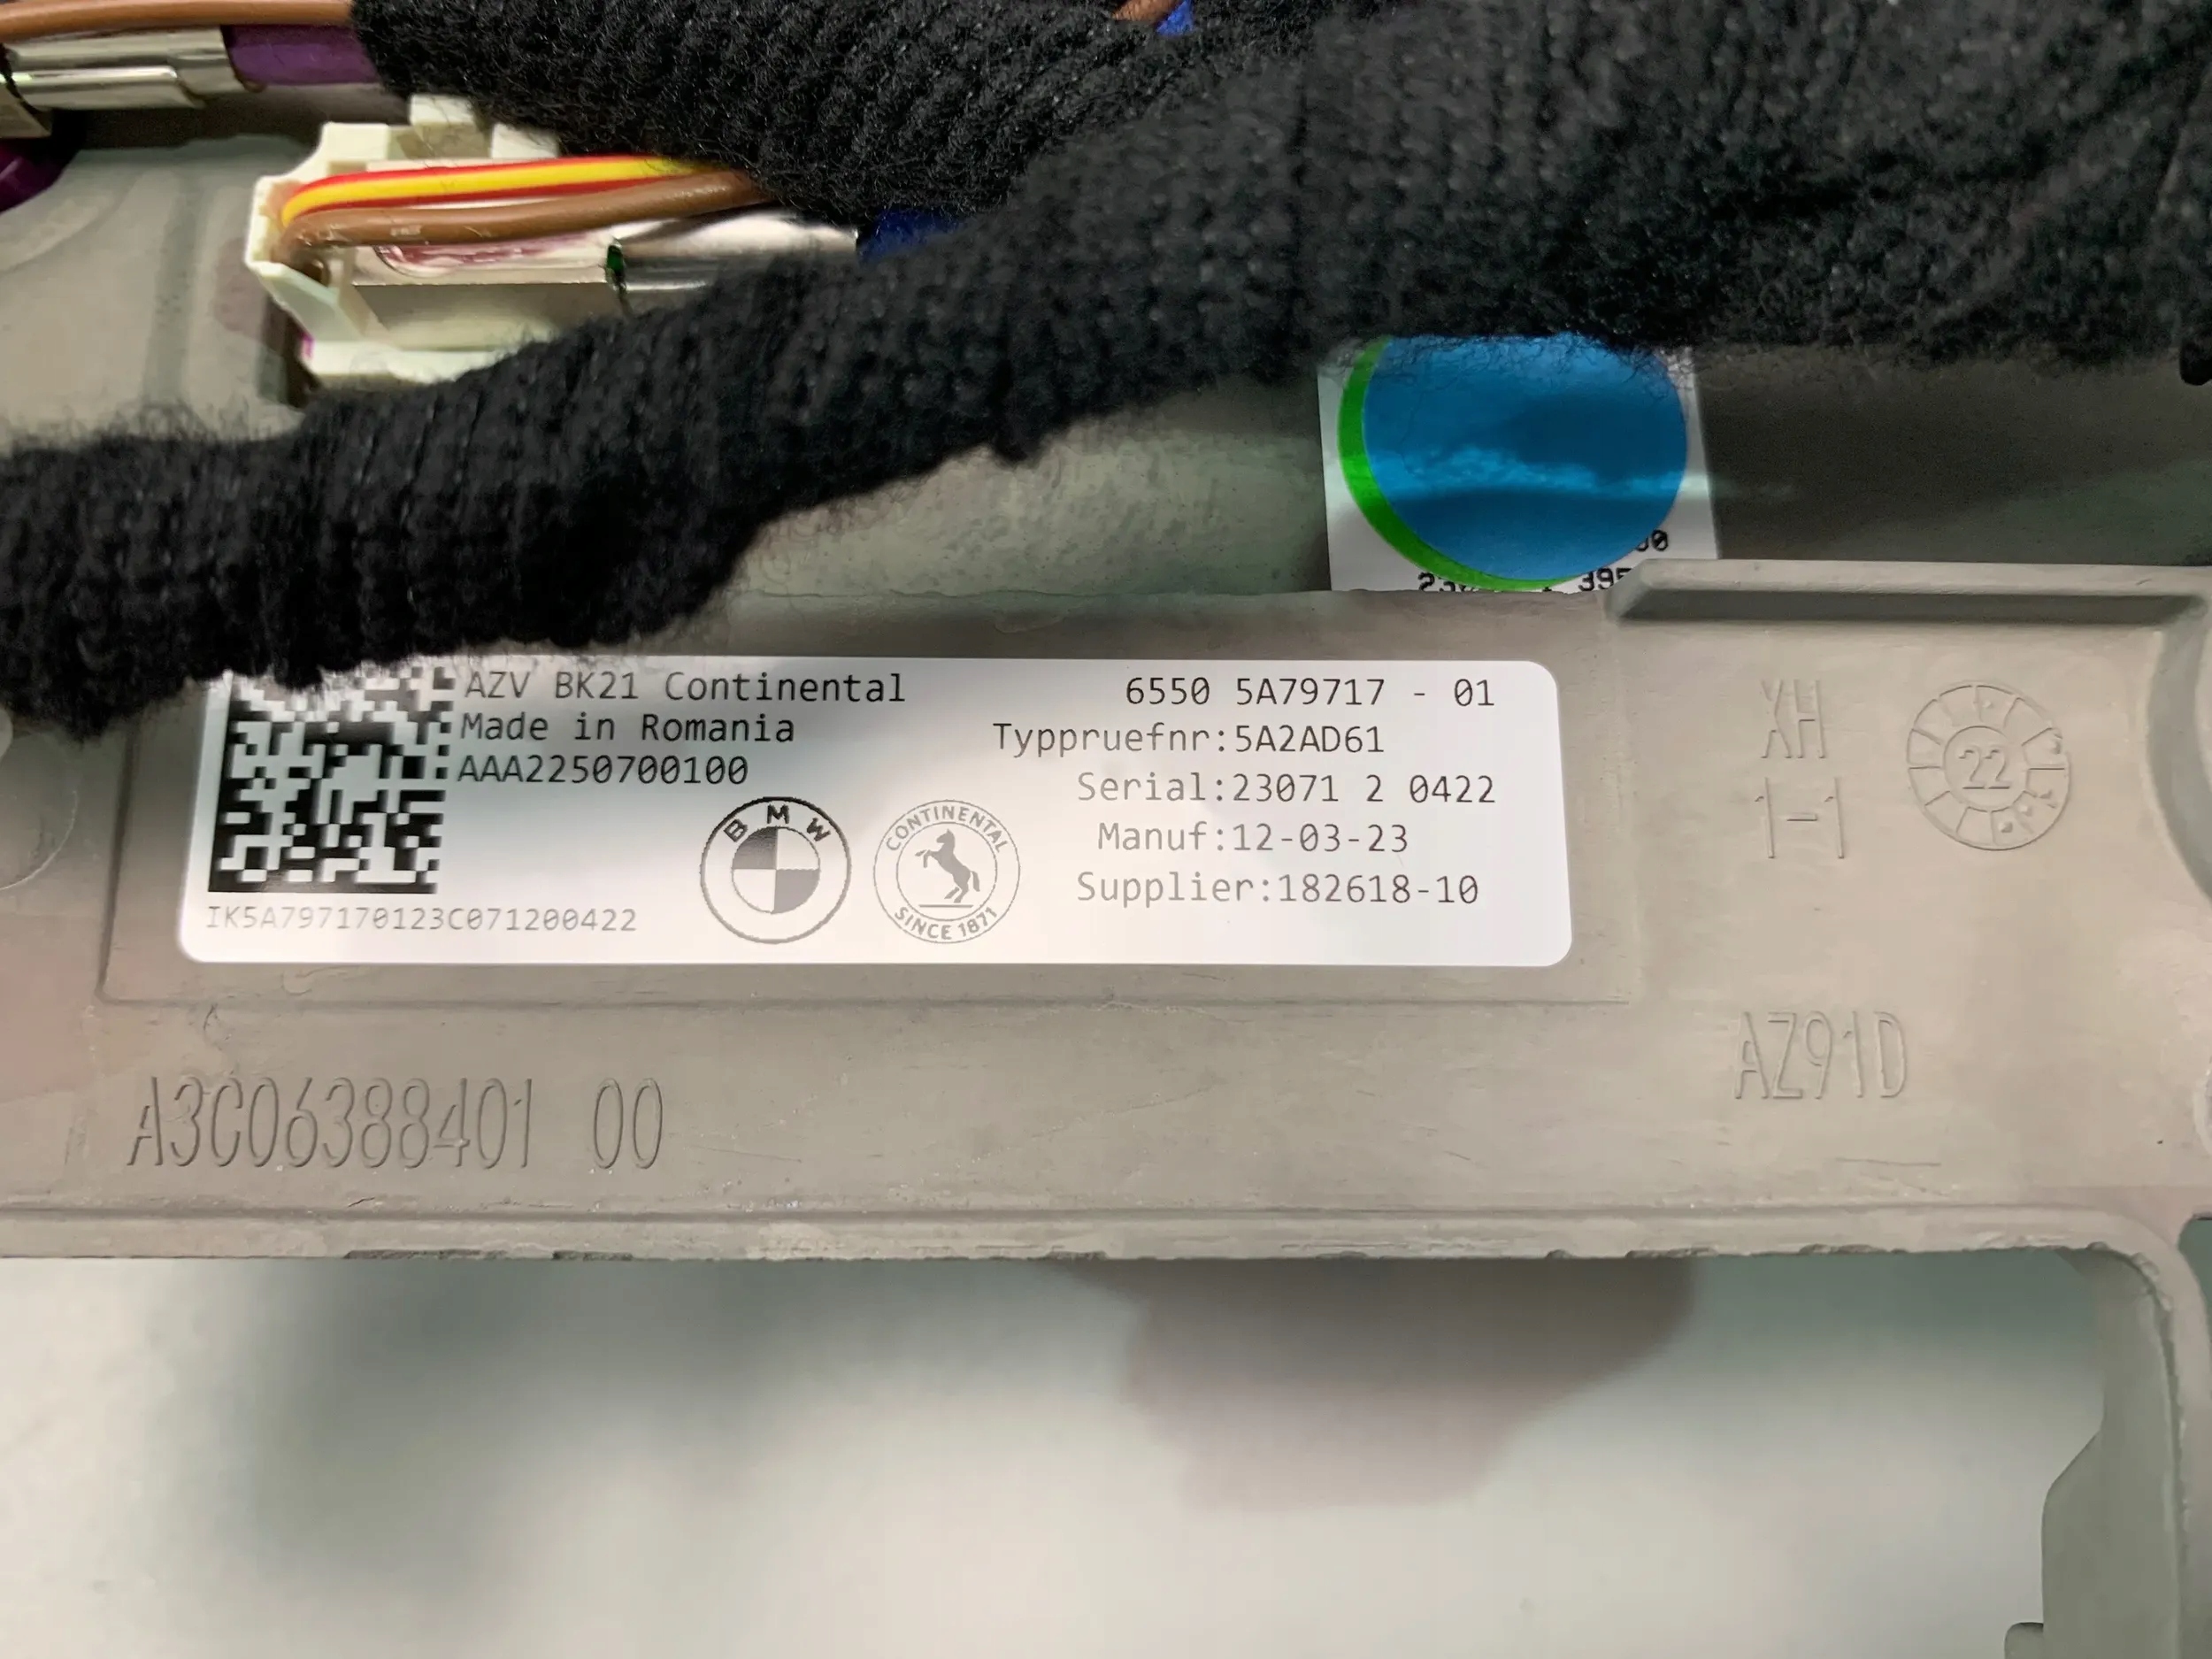 AZV BK21 Continental
Made in Romania
AAA2250700100
IK5A797170123C071200422
BMW
CONTINENTAL
SINCE 1871
6550 5A79717 - 01
Typpruefnr:5A2AD61
Serial:23071 2 0422
Manuf:12-03-23
Supplier:182618-10
XH
1-1
22
AZ91D
A3C06388401 00